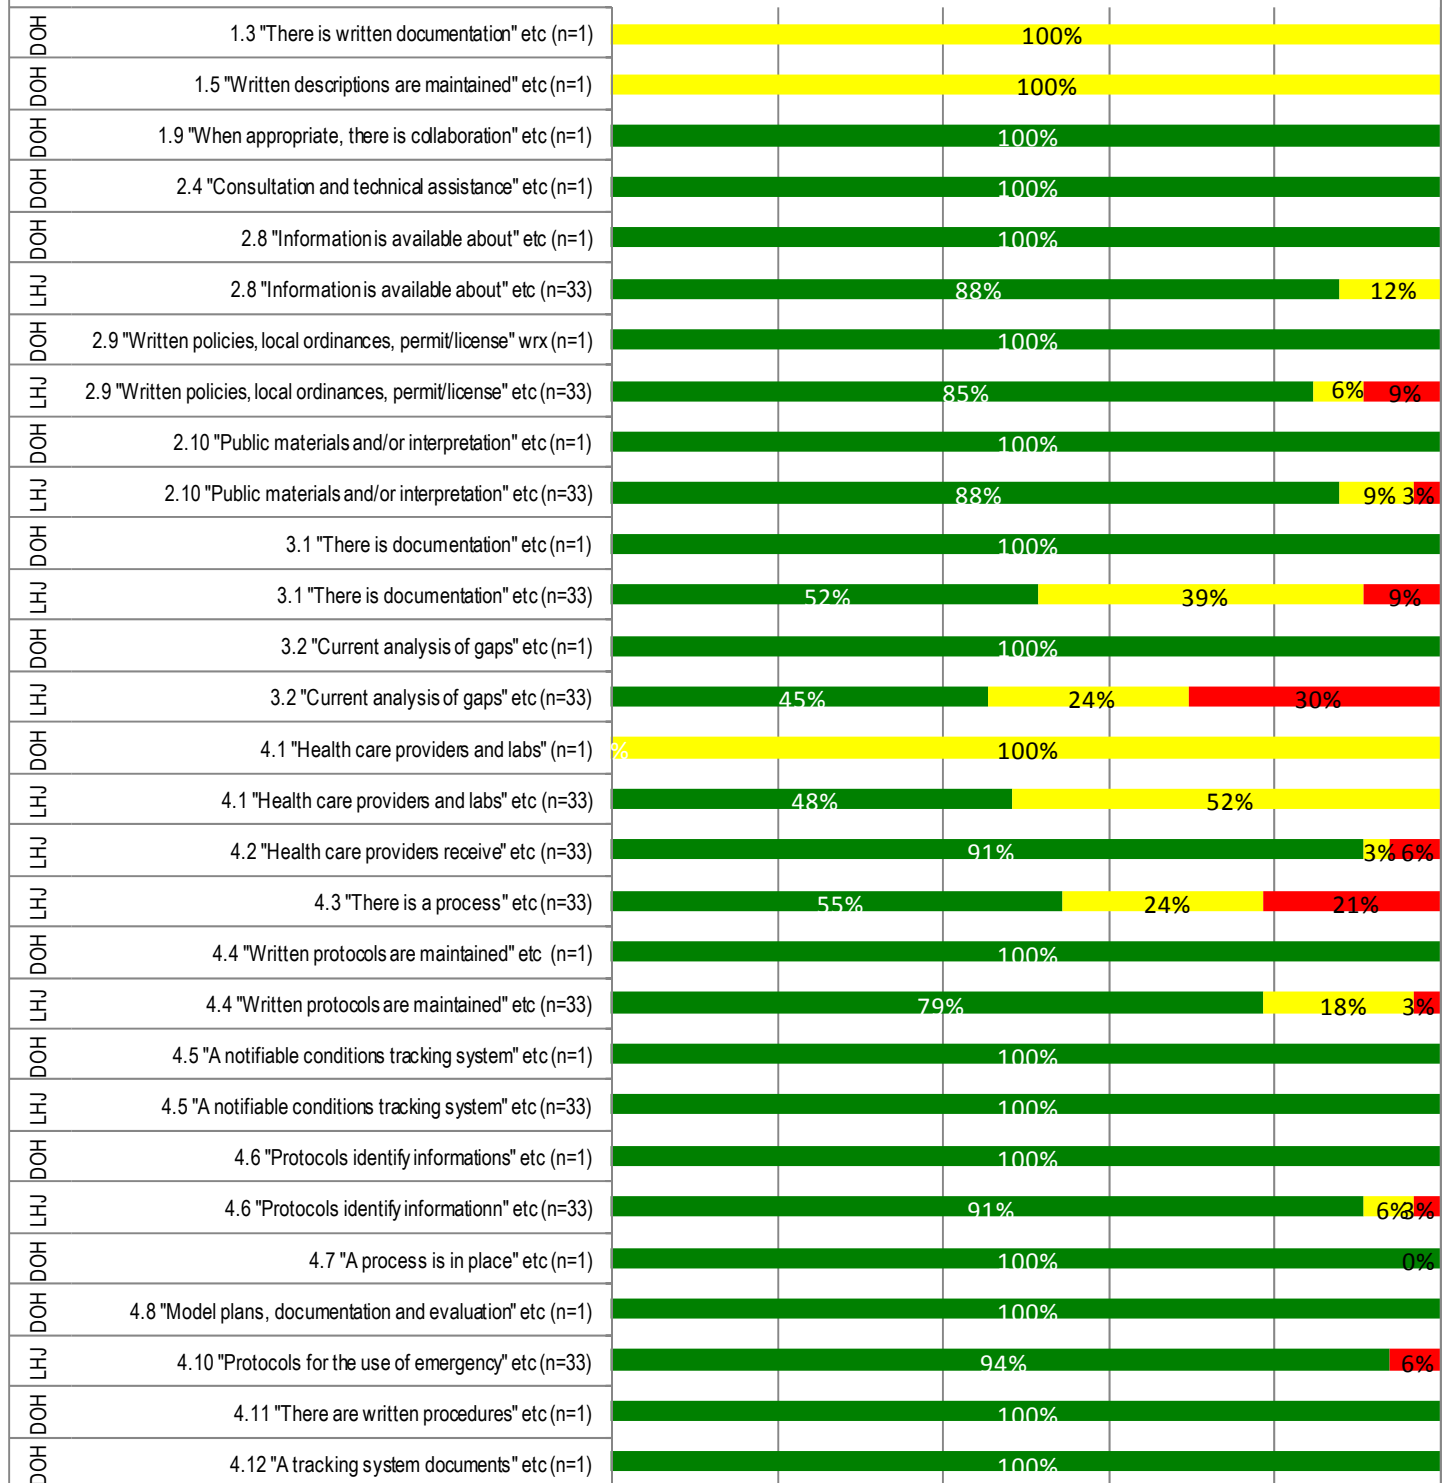 DOH 1.3 "There is written documentation" etc (n=1) 100%
DOH 1.5 "Written descriptions are maintained" etc (n=1) 100%
DOH 1.9 "When appropriate, there is collaboration" etc (n=1) 100%
DOH 2.4 "Consultation and technical assistance" etc (n=1) 100%
DOH 2.8 "Information is available about" etc (n=1) 100%
LHJ 2.8 "Information is available about" etc (n=33) 88% 12%
DOH 2.9 "Written policies, local ordinances, permit/license" wrx (n=1) 100%
LHJ 2.9 "Written policies, local ordinances, permit/license" etc (n=33) 85% 6% 9%
DOH 2.10 "Public materials and/or interpretation" etc (n=1) 100%
LHJ 2.10 "Public materials and/or interpretation" etc (n=33) 88% 9% 3%
DOH 3.1 "There is documentation" etc (n=1) 100%
LHJ 3.1 "There is documentation" etc (n=33) 52% 39% 9%
DOH 3.2 "Current analysis of gaps" etc (n=1) 100%
LHJ 3.2 "Current analysis of gaps" etc (n=33) 45% 24% 30%
DOH 4.1 "Health care providers and labs" (n=1) % 100%
LHJ 4.1 "Health care providers and labs" etc (n=33) 48% 52%
LHJ 4.2 "Health care providers receive" etc (n=33) 91% 3% 6%
LHJ 4.3 "There is a process" etc (n=33) 55% 24% 21%
DOH 4.4 "Written protocols are maintained" etc (n=1) 100%
LHJ 4.4 "Written protocols are maintained" etc (n=33) 79% 18% 3%
DOH 4.5 "A notifiable conditions tracking system" etc (n=1) 100%
LHJ 4.5 "A notifiable conditions tracking system" etc (n=33) 100%
DOH 4.6 "Protocols identify informations" etc (n=1) 100%
LHJ 4.6 "Protocols identify informationn" etc (n=33) 91% 6% 3%
DOH 4.7 "A process is in place" etc (n=1) 100% 0%
DOH 4.8 "Model plans, documentation and evaluation" etc (n=1) 100%
LHJ 4.10 "Protocols for the use of emergency" etc (n=33) 94% 6%
DOH 4.11 "There are written procedures" etc (n=1) 100%
DOH 4.12 "A tracking system documents" etc (n=1) 100%